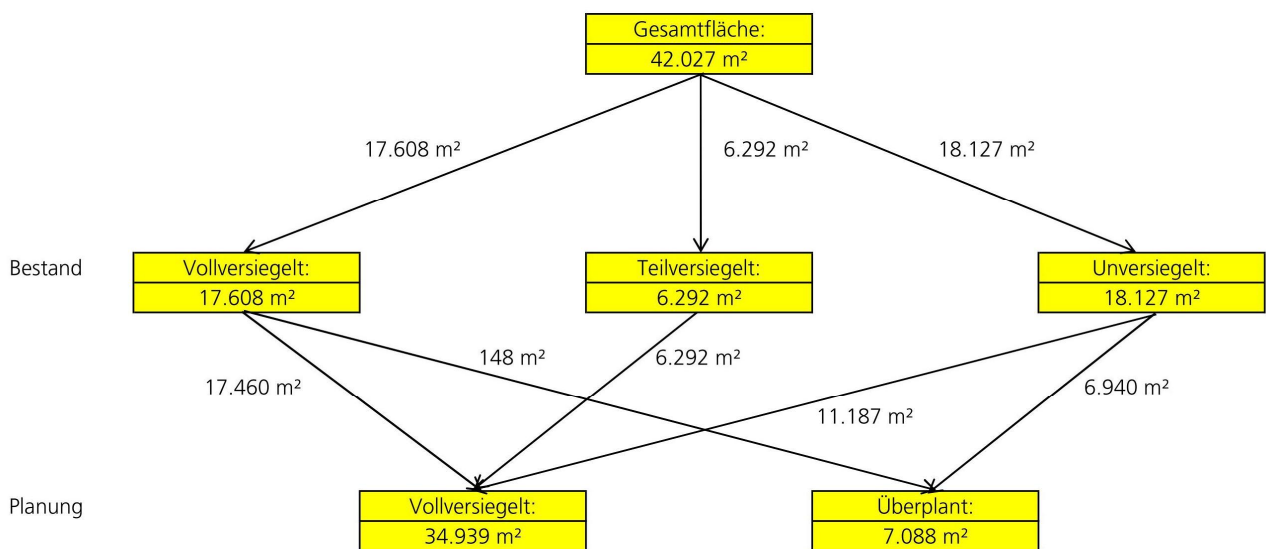 Gesamtfläche:
42.027 m²
17.608 m²
6.292 m²
18.127 m²
Bestand
Vollversiegelt:
17.608 m²
Teilversiegelt:
6.292 m²
Unversiegelt:
18.127 m²
17.460 m²
148 m²
6.292 m²
11.187 m²
6.940 m²
Planung
Vollversiegelt:
34.939 m²
Überplant:
7.088 m²